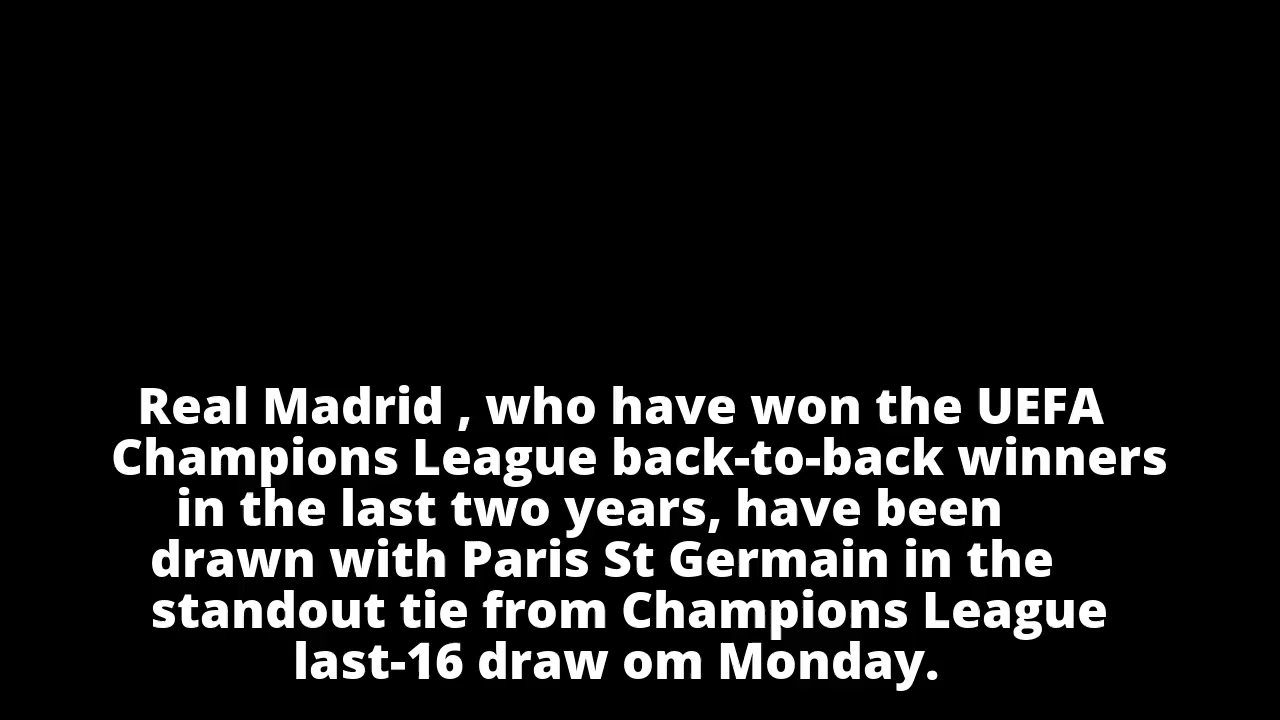 Real Madrid , who have won the UEFA
Champions League back-to-back winners
in the last two years, have been
drawn with Paris St Germain in the
standout tie from Champions League
last-16 draw om Monday.